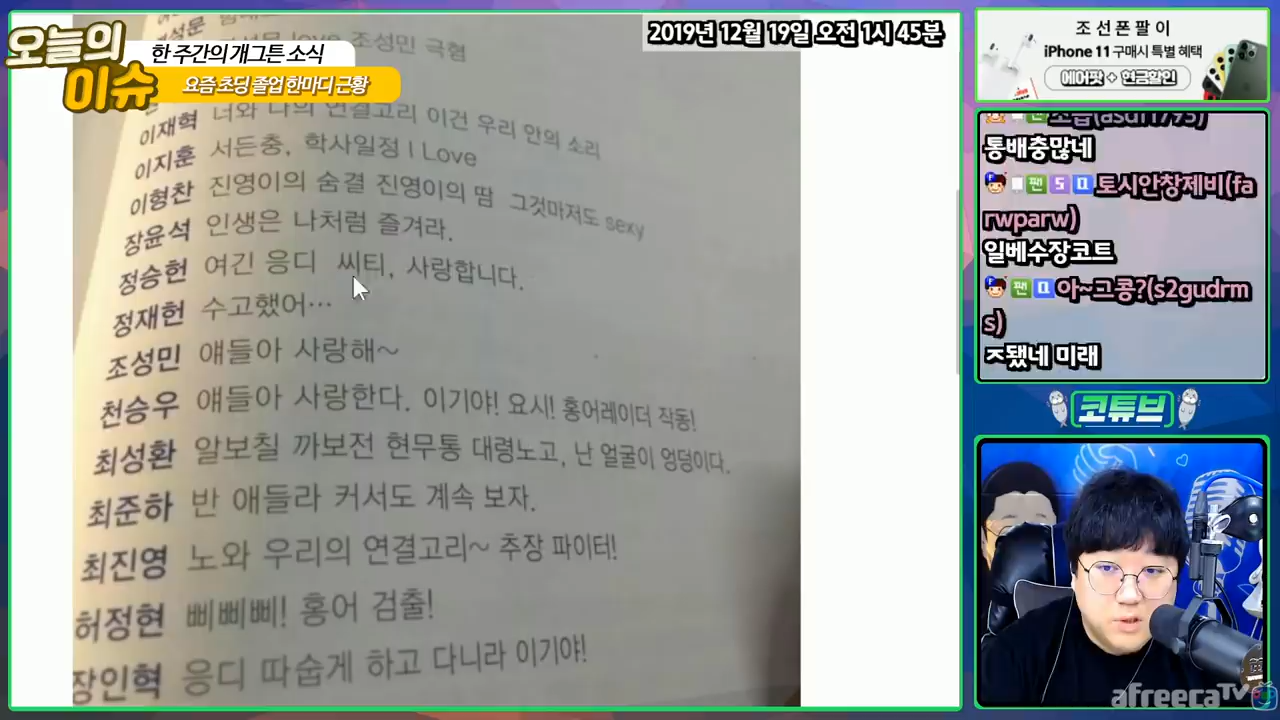 오늘의
이슈
한 주간의 개그튼 소식
요즘 초딩 졸업 한마디 근황
2019년 12월 19일 오전 1시 45분
조성민 극혐
이재혁 너와 나의 연결고리 이건 우리 안의 소리
이지훈 서든충, 학사일정 I Love
이형찬 진영이의 숨결 진영이의 땀 그것마저도 sexy
장윤석 인생은 나처럼 즐겨라.
정승헌 여긴 응디 씨티, 사랑합니다.
정재헌 수고했어…
조성민 얘들아 사랑해~
천승우 얘들아 사랑한다. 이기야! 요시! 홍어레이더 작동!
최성환 알보칠 까보전 현무통 대령노고, 난 얼굴이 엉덩이다.
최준하 반 애들라 커서도 계속 보자.
최진영 노와 우리의 연결고리~ 추장 파이터!
허정현 삐삐삐! 홍어 검출!
장인혁 응디 따숩게 하고 다니라 이기야!
조선폰팔이
iPhone 11 구매시 특별 혜택
에어팟 + 현금할인
통배충많네
팬 5 토시안창제비(fa
rwparw)
일베수장코트
팬 아~그콩?(s2gudrm
s)
ㅈ됐네 미래
코튜브
afreecaTV